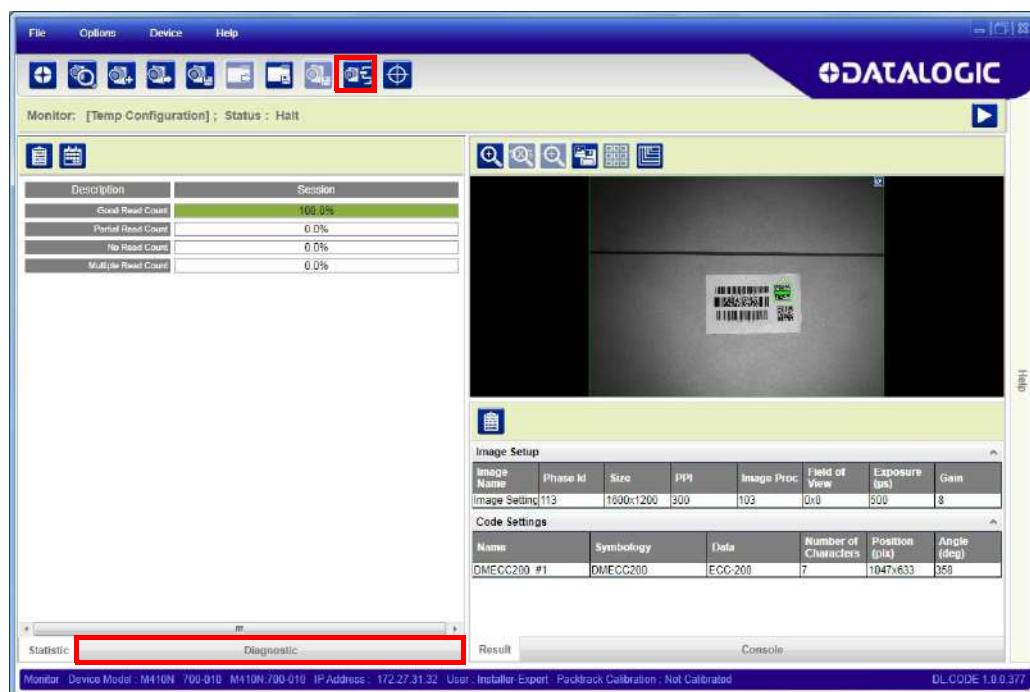 File Options Device Help
DATALOGIC
Monitor: [Temp Configuration] ; Status : Halt
Description Session
Good Read Count 100.0%
Partial Read Count 0.0%
No Read Count 0.0%
Multiple Read Count 0.0%
Help
Image Setup
Image Name Phase Id Size PPI Image Proc Field of View Exposure (µs) Gain
Image Setting 113 1600x1200 300 103 0x0 500 8
Code Settings
Name Symbology Data Number of Characters Position (pix) Angle (deg)
DMECC200 #1 DMECC200 ECC-200 7 1047x633 358
Statistic Diagnostic Result Console
Monitor Device Model : M410N 700-010 M410N:700-010 IP Address : 172.27.31.32 User : Installer-Expert Packtrack Calibration : Not Calibrated DL.CODE 1.0.0.377